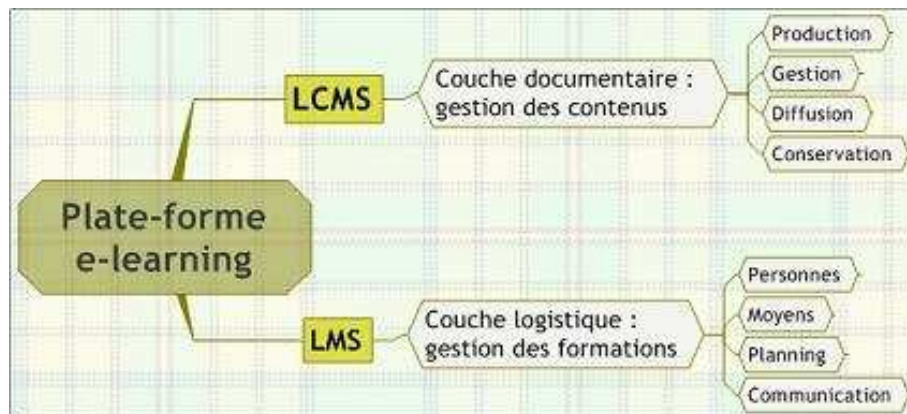 Plate-forme
e-learning
LCMS
Couche documentaire :
gestion des contenus
Production
Gestion
Diffusion
Conservation
LMS
Couche logistique :
gestion des formations
Personnes
Moyens
Planning
Communication